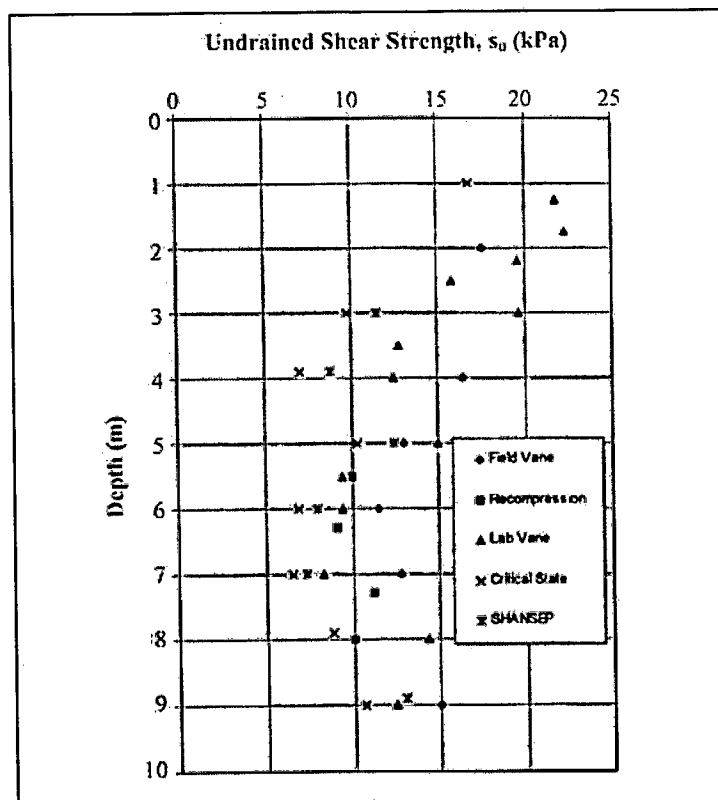 Undrained Shear Strength, su (kPa)
0 5 10 15 20 25
0
1
2
3
4
5
6
7
8
9
10
Depth (m)
Field Vane
Recompression
Lab Vane
Critical State
SHANSEP